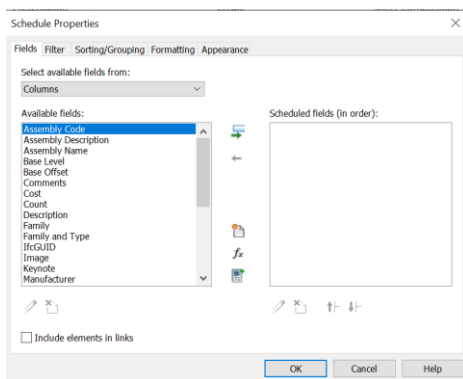 Schedule Properties
Fields Filter Sorting/Grouping Formatting Appearance
Select available fields from:
Columns
Available fields:
Scheduled fields (in order):
Assembly Code
Assembly Description
Assembly Name
Base Level
Base Offset
Comments
Cost
Count
Description
Family
Family and Type
IfcGUID
Image
Keynote
Manufacturer
fx
Include elements in links
OK Cancel Help